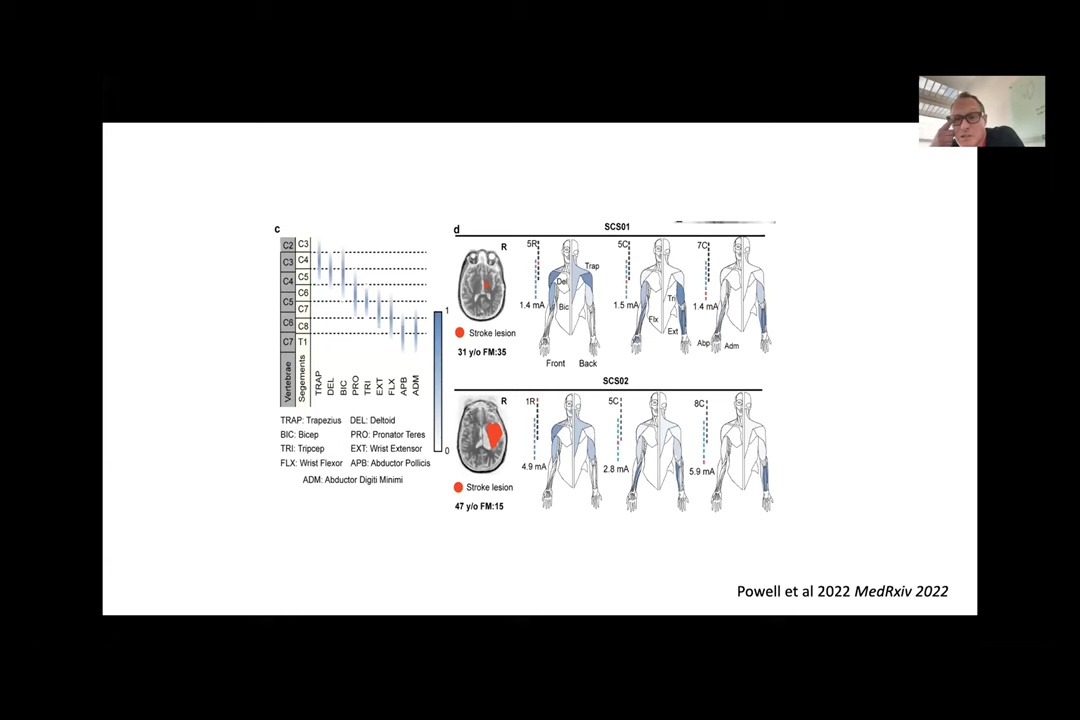 c
C2 C3
C3 C4
C4 C5
C5 C6
C6 C7
C7 C8
T1
Vertebrae
Segements
TRAP
DEL
BIC
PRO
TRI
EXT
FLX
APB
ADM
1
0
TRAP: Trapezius DEL: Deltoid
BIC: Bicep PRO: Pronator Teres
TRI: Tripcep EXT: Wrist Extensor
FLX: Wrist Flexor APB: Abductor Pollicis
ADM: Abductor Digiti Minimi
d
SCS01
R
Stroke lesion
31 y/o FM:35
5R
1.4 mA
Trap
Del
Bic
Front Back
5C
1.5 mA
Tri
Flx
Ext
7C
1.4 mA
Abp
Adm
SCS02
R
Stroke lesion
47 y/o FM:15
1R
4.9 mA
5C
2.8 mA
8C
5.9 mA
Powell et al 2022 MedRxiv 2022